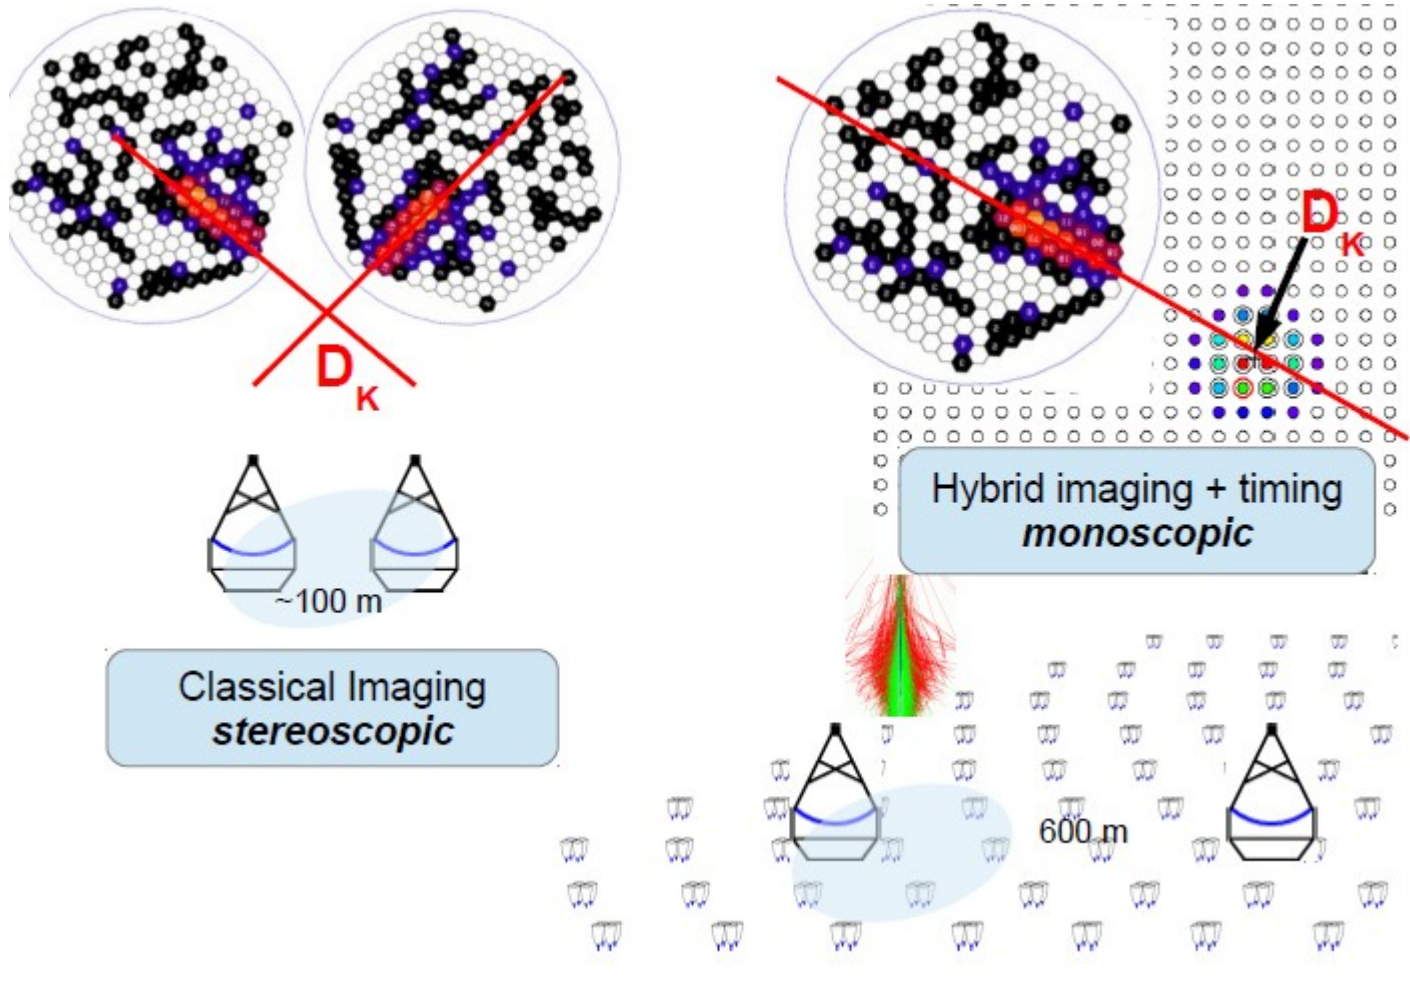 D K
D K
Hybrid imaging + timing
monoscopic
~100 m
Classical Imaging
stereoscopic
600 m